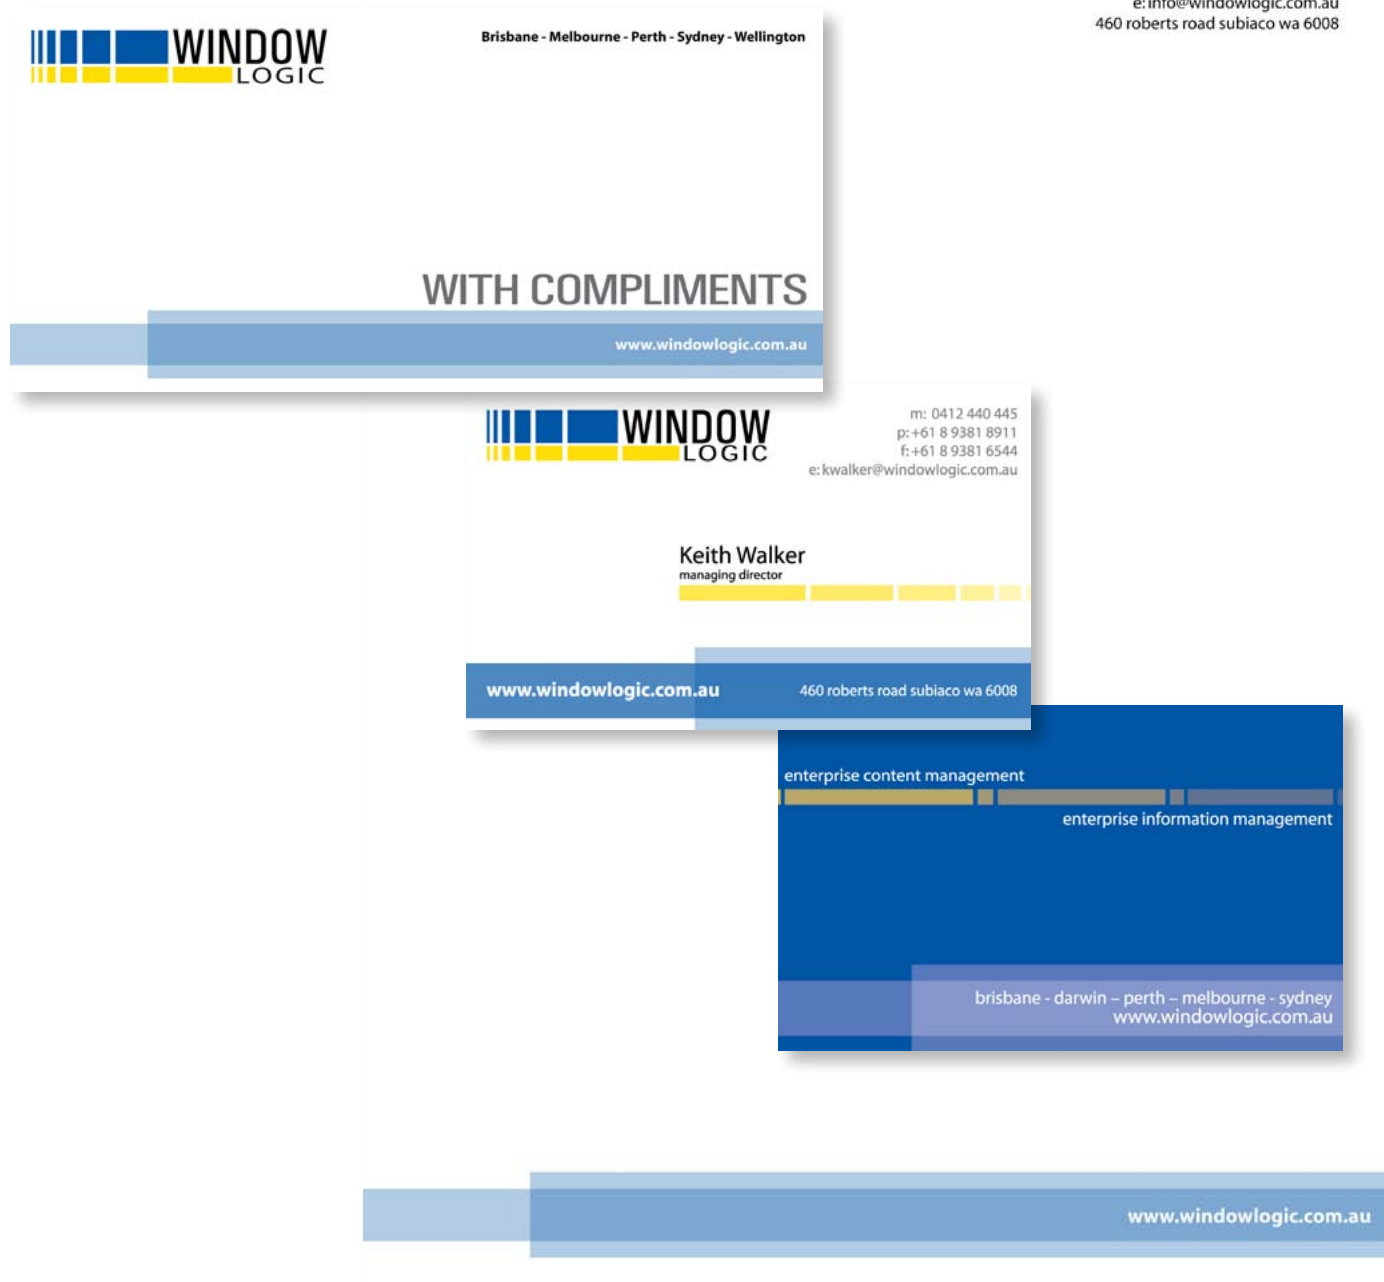 e: info@windowlogic.com.au
460 roberts road subiaco wa 6008
WINDOW
LOGIC
Brisbane - Melbourne - Perth - Sydney - Wellington
WITH COMPLIMENTS
www.windowlogic.com.au
WINDOW
LOGIC
m: 0412 440 445
p: +61 8 9381 8911
f: +61 8 9381 6544
e: kwalker@windowlogic.com.au
Keith Walker
managing director
www.windowlogic.com.au
460 roberts road subiaco wa 6008
enterprise content management
enterprise information management
brisbane - darwin – perth – melbourne - sydney
www.windowlogic.com.au
www.windowlogic.com.au